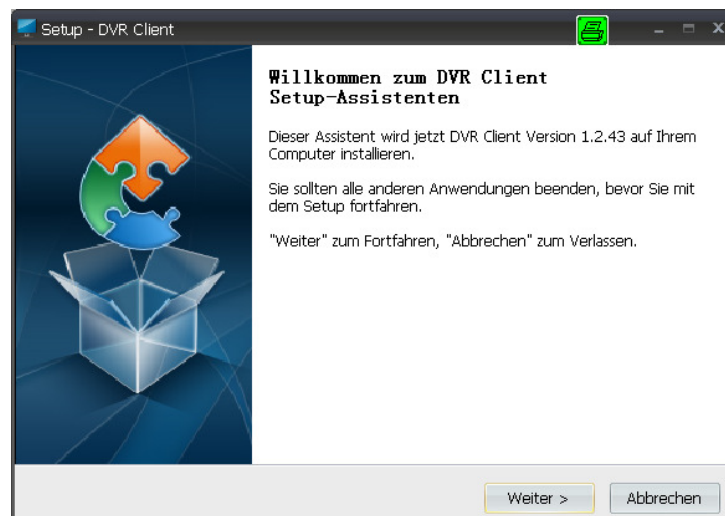 Setup - DVR Client
Willkommen zum DVR Client
Setup-Assistenten
Dieser Assistent wird jetzt DVR Client Version 1.2.43 auf Ihrem
Computer installieren.
Sie sollten alle anderen Anwendungen beenden, bevor Sie mit
dem Setup fortfahren.
"Weiter" zum Fortfahren, "Abbrechen" zum Verlassen.
Weiter >
Abbrechen